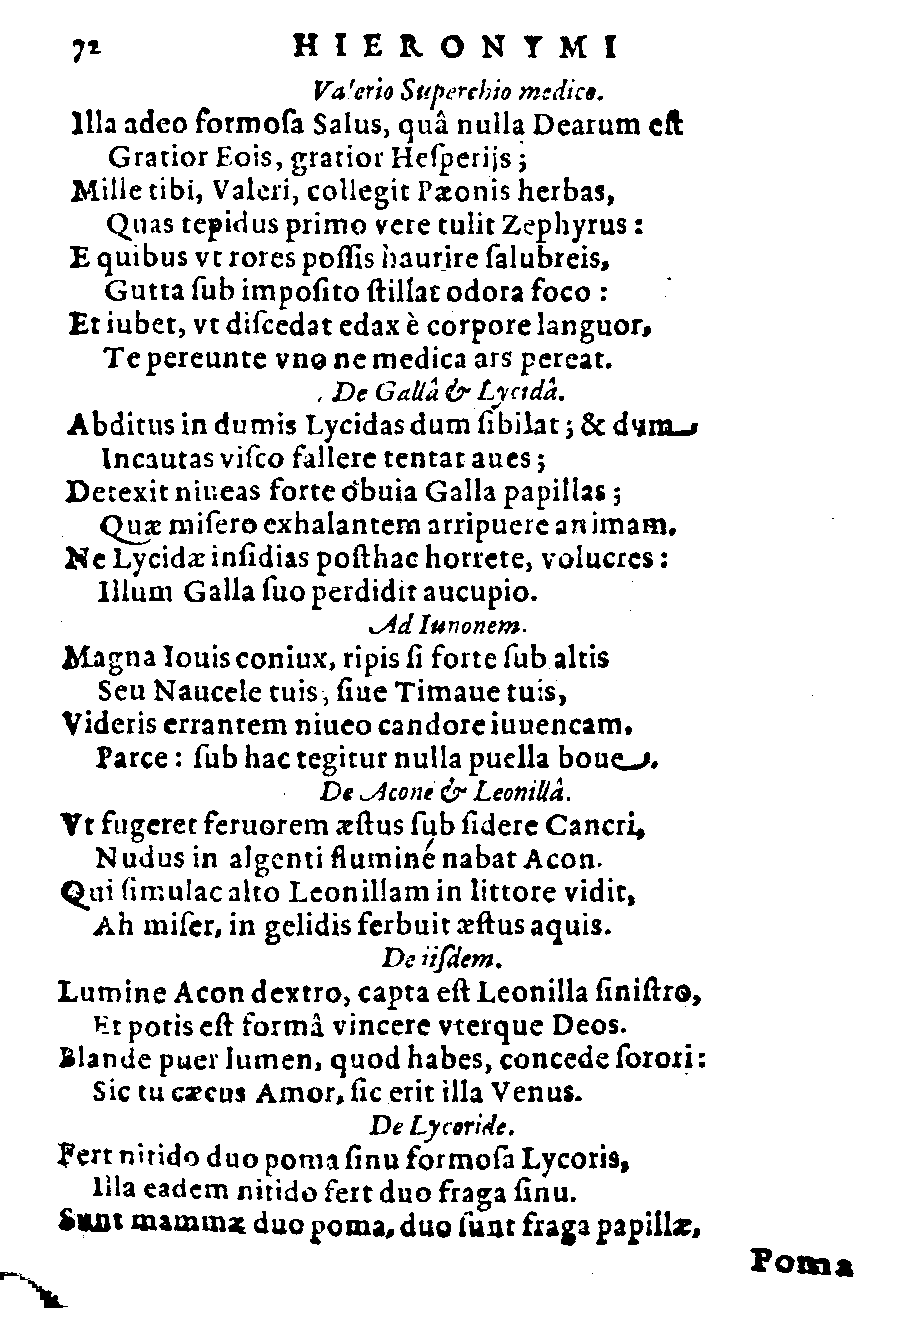 72 HIERONYMI
Valerio Superchio medico.
Illa adeo formoſa Salus, quâ nulla Dearum eſt
Gratior Eois, gratior Heſperijs;
Mille tibi, Valeri, collegit Pæonis herbas,
Quas tepidus primo vere tulit Zephyrus:
E quibus vt rores poſſis haurire ſalubreis,
Gutta ſub impoſito ſtillat odora foco:
Et iubet, vt diſcedat edax è corpore languor,
Te pereunte vno ne medica ars pereat.
De Gallâ & Lycidâ.
Abditus in dumis Lycidas dum ſibilat; & dum
Incautas viſco fallere tentat aues;
Detexit niueas forte óbuia Galla papillas;
Quæ miſero exhalantem arripuere animam.
Ne Lycidæ inſidias poſthac horrete, volucres:
Illum Galla ſuo perdidit aucupio.
Ad Iunonem.
Magna Iouis coniux, ripis ſi forte ſub altis
Seu Naucele tuis, ſiue Timaue tuis,
Videris errantem niueo candore iuuencam,
Parce: ſub hac tegitur nulla puella boue.
De Acone & Leonillâ.
Vt fugeret feruorem æſtus ſub ſidere Cancri,
Nudus in algenti fluminé nabat Acon.
Qui ſimulac alto Leonillam in littore vidit,
Ah miſer, in gelidis ferbuit æſtus aquis.
De iiſdem.
Lumine Acon dextro, capta eſt Leonilla ſiniſtro,
Et potis eſt formâ vincere vterque Deos.
Blande puer lumen, quod habes, concede ſorori:
Sic tu cæcus Amor, ſic erit illa Venus.
De Lycoride.
Fert nitido duo poma ſinu formoſa Lycoris,
Illa eadem nitido fert duo fraga ſinu.
Sunt mammæ duo poma, duo ſunt fraga papillæ,
Poma